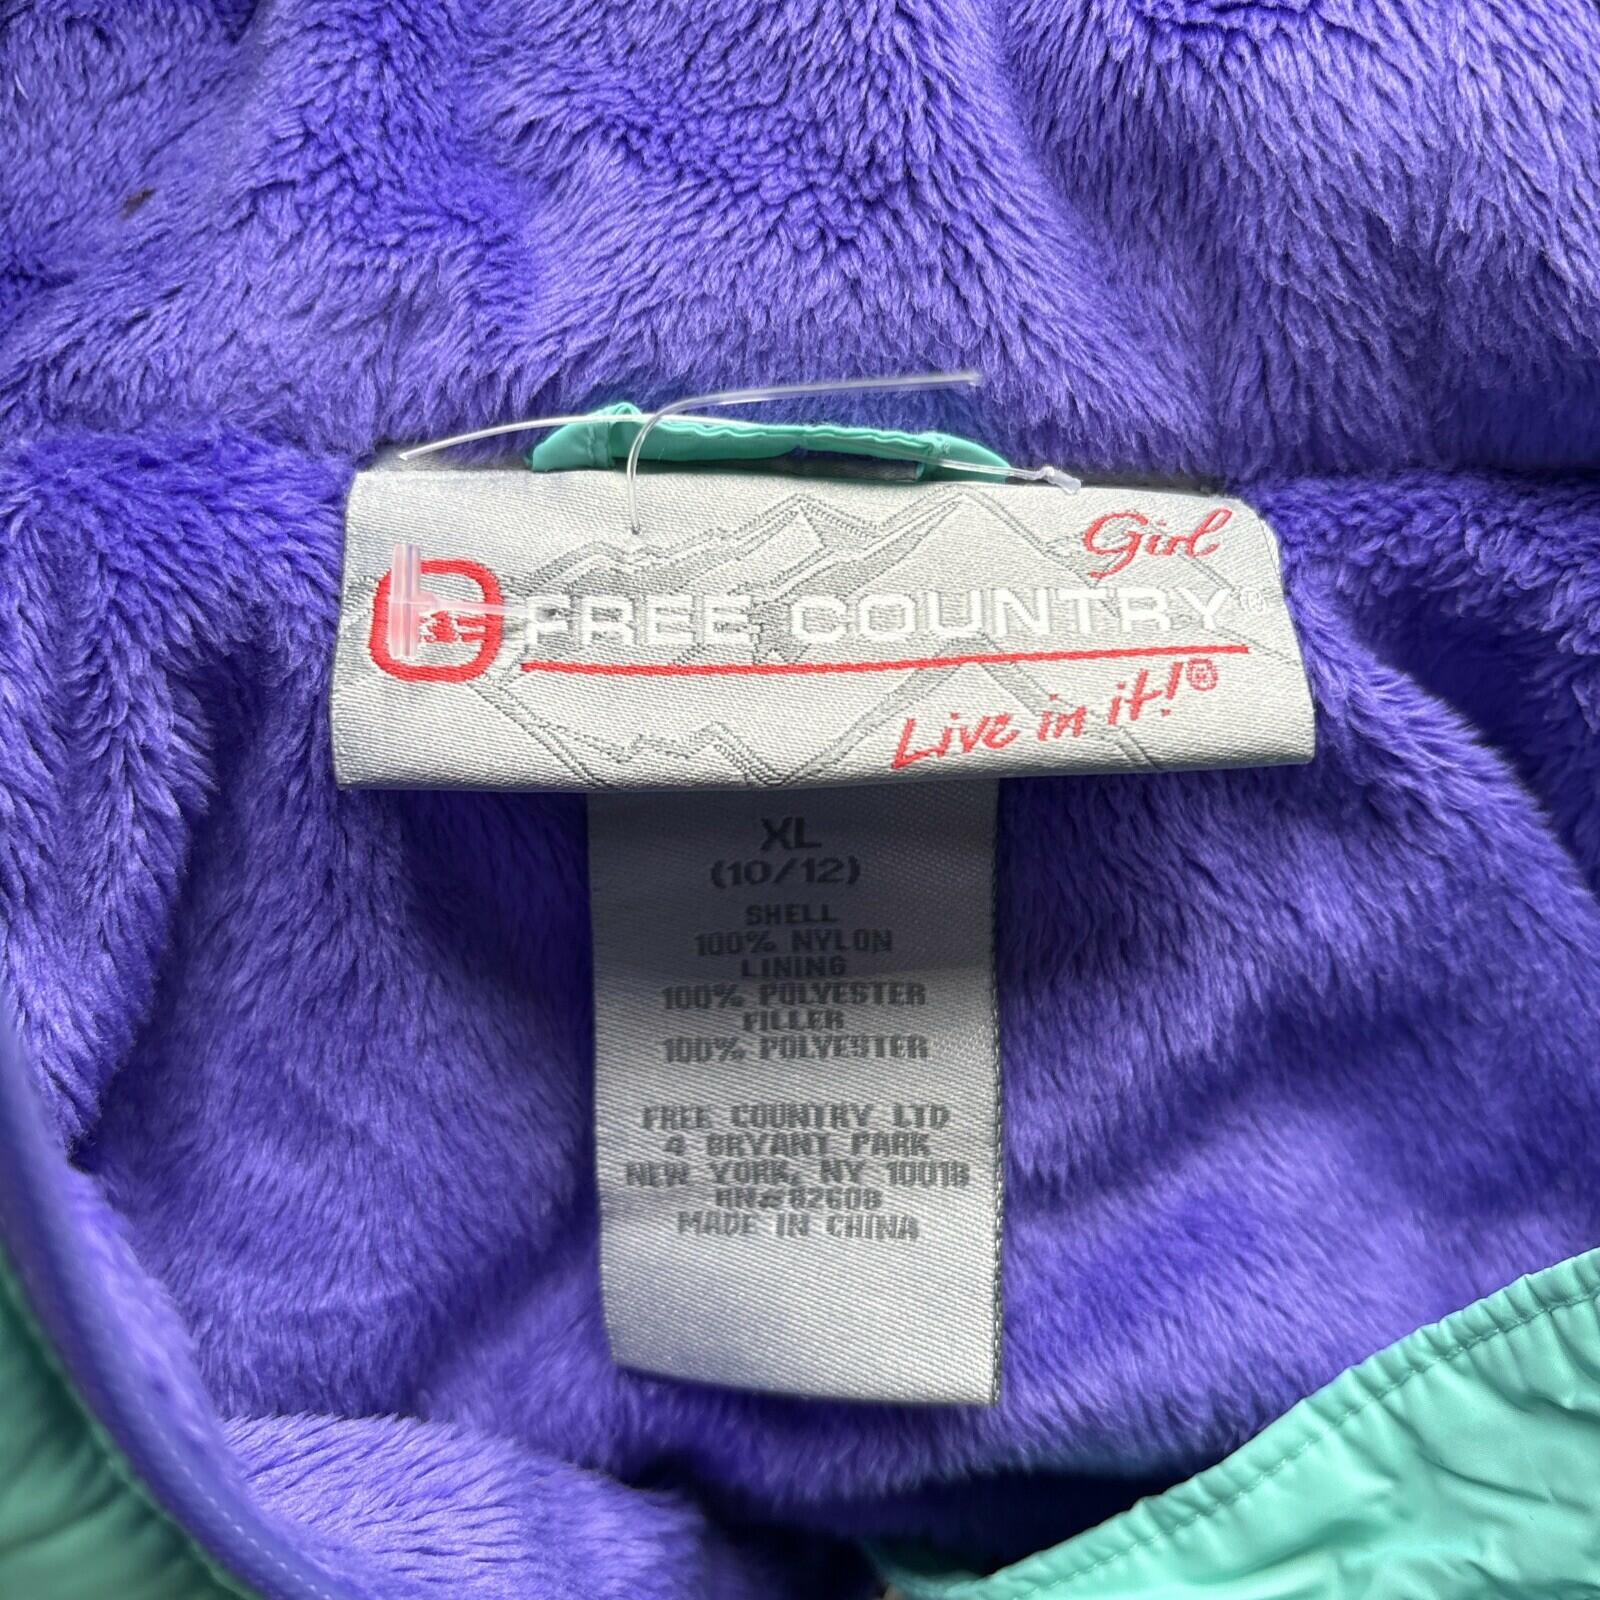 Girl
FREE COUNTRY®
Live in it!®
XL
(10/12)
SHELL
100% NYLON
LINING
100% POLYESTER
FILLER
100% POLYESTER
FREE COUNTRY LTD
4 BRYANT PARK
NEW YORK, NY 10018
RN# 82608
MADE IN CHINA